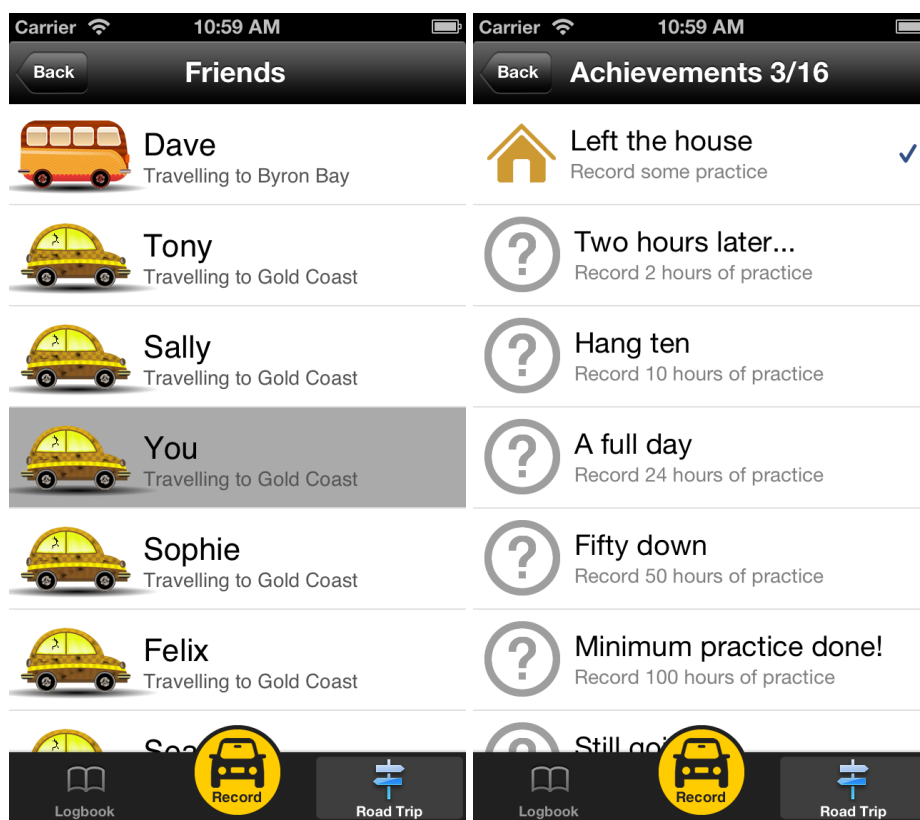 Carrier 10:59 AM
Back Friends
Dave
Travelling to Byron Bay
Tony
Travelling to Gold Coast
Sally
Travelling to Gold Coast
You
Travelling to Gold Coast
Sophie
Travelling to Gold Coast
Felix
Travelling to Gold Coast
Logbook
Record
Road Trip
Carrier 10:59 AM
Back Achievements 3/16
Left the house
Record some practice
Two hours later...
Record 2 hours of practice
Hang ten
Record 10 hours of practice
A full day
Record 24 hours of practice
Fifty down
Record 50 hours of practice
Minimum practice done!
Record 100 hours of practice
Still
Logbook
Record
Road Trip